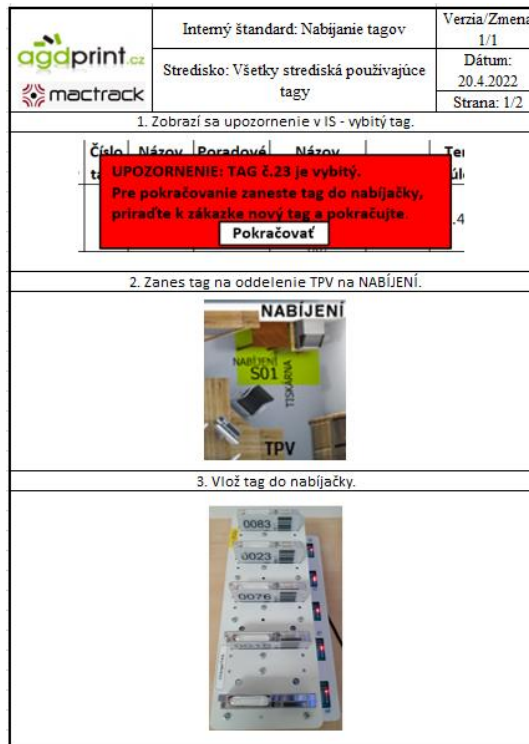 agdprint.cz
mactrack
Interný štandard: Nabíjanie tagov
Stredisko: Všetky strediská používajúce
tagy
Verzia/Zmena
1/1
Dátum:
20.4.2022
Strana: 1/2
1. Zobrazí sa upozornenie v IS - vybitý tag.
Číslo Názov Poradové Názov
UPOZORNENIE: TAG č.23 je vybitý.
Pre pokračovanie zaneste tag do nabíjačky,
priraďte k zákazke nový tag a pokračujte.
Pokračovať
2. Zanes tag na oddelenie TPV na NABÍJENÍ.
NABÍJENÍ
NABÍJENÍ
S01
TISKÁRNA
TPV
3. Vlož tag do nabíjačky.
0083
0023
0076